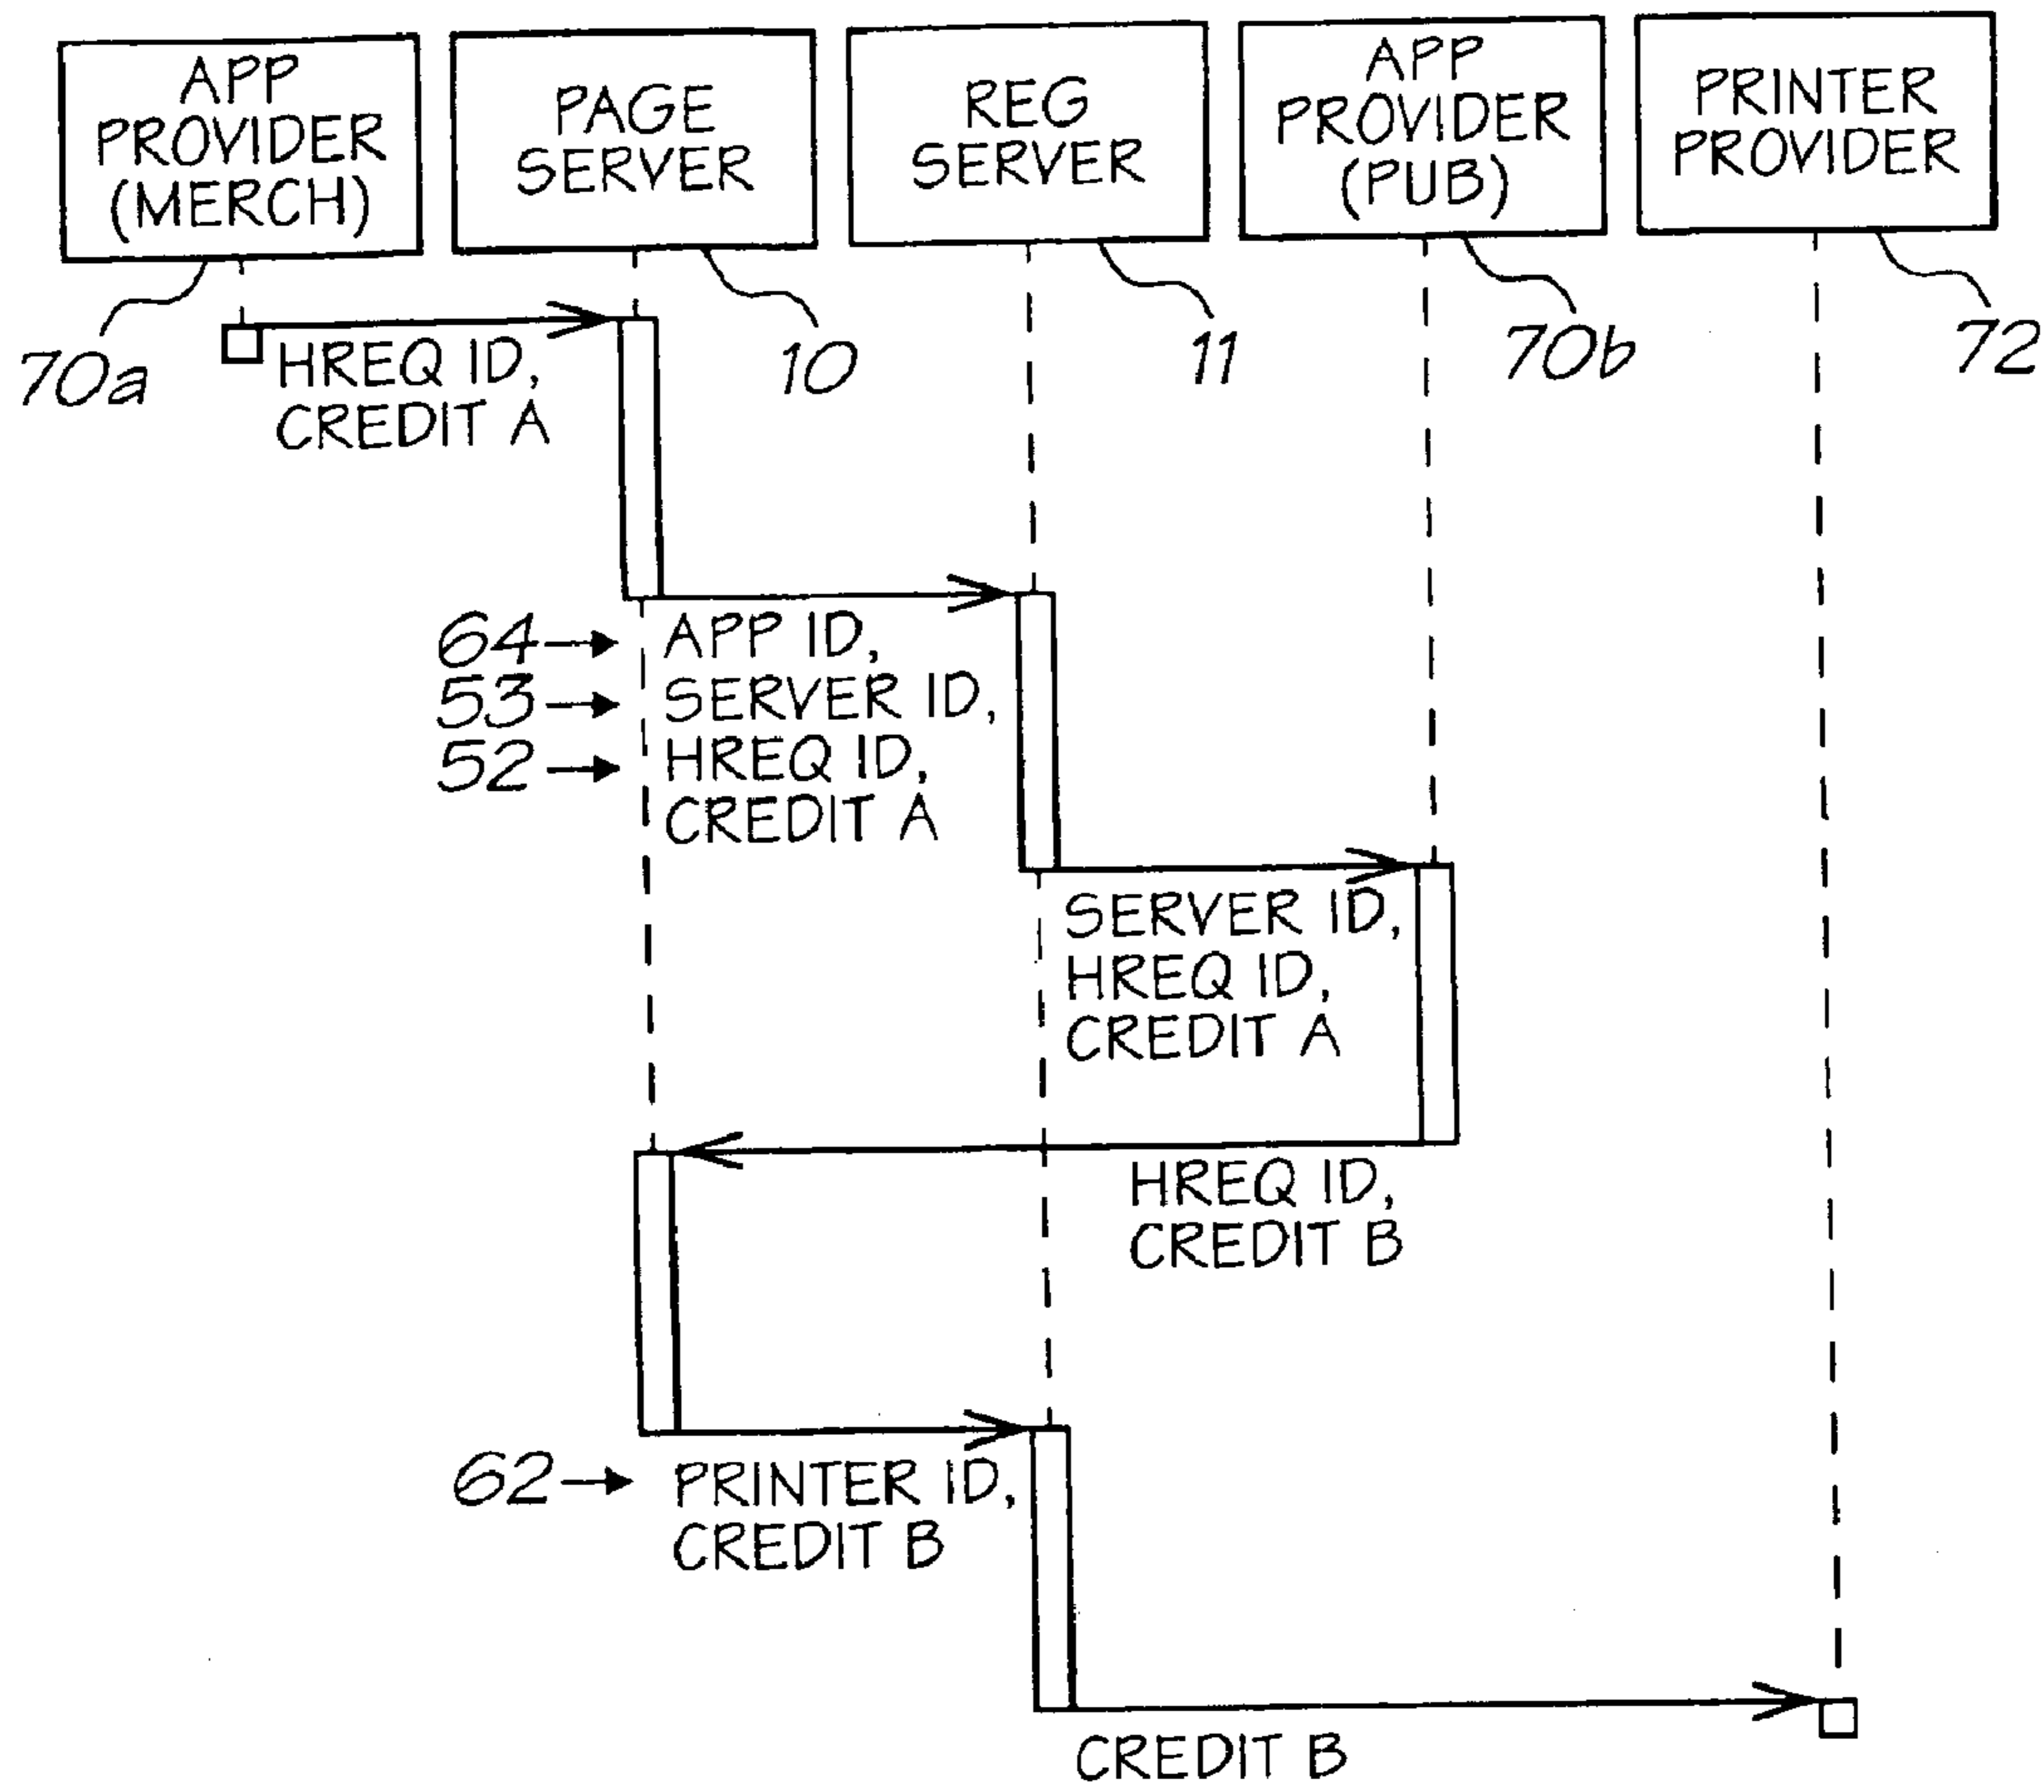 APP
PROVIDER
(MERCH)
PAGE
SERVER
REG
SERVER
APP
PROVIDER
(PUB)
PRINTER
PROVIDER
70a
10
11
70b
72
HREQ ID,
CREDIT A
64
APP ID,
53
SERVER ID,
52
HREQ ID,
CREDIT A
SERVER ID,
HREQ ID,
CREDIT A
HREQ ID,
CREDIT B
62
PRINTER ID,
CREDIT B
CREDIT B